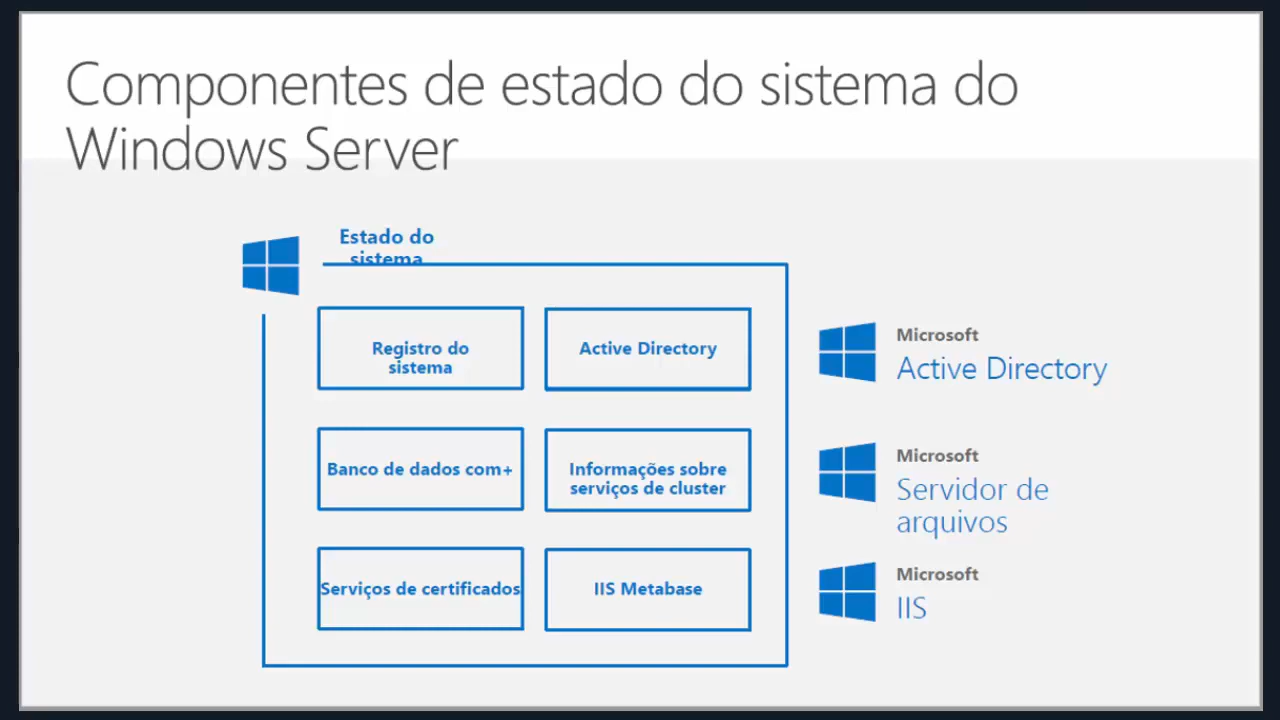 Componentes de estado do sistema do
Windows Server
Estado do
sistema
Registro do
sistema
Active Directory
Microsoft
Active Directory
Banco de dados com+
Informações sobre
serviços de cluster
Microsoft
Servidor de
arquivos
Serviços de certificados
IIS Metabase
Microsoft
IIS